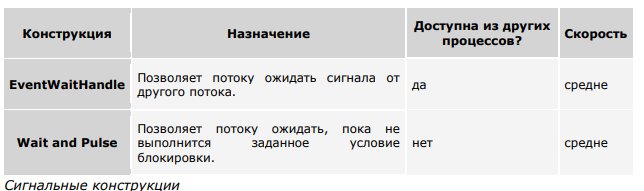 Конструкция Назначение Доступна из других процессов? Скорость
EventWaitHandle Позволяет потоку ожидать сигнала от другого потока. да средне
Wait and Pulse Позволяет потоку ожидать, пока не выполнится заданное условие блокировки. нет средне
Сигнальные конструкции